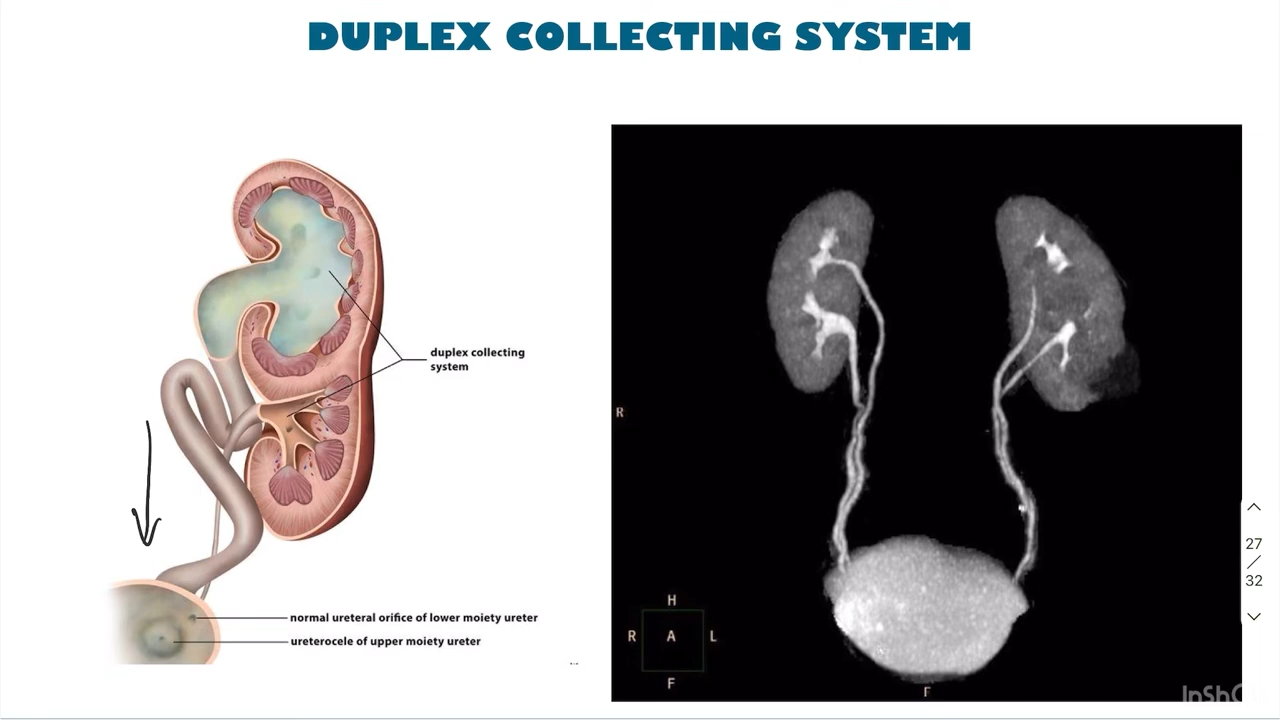 DUPLEX COLLECTING SYSTEM
duplex collecting
system
normal ureteral orifice of lower moiety ureter
ureterocele of upper moiety ureter
...
R
H
R A L
F
F
27
/
32